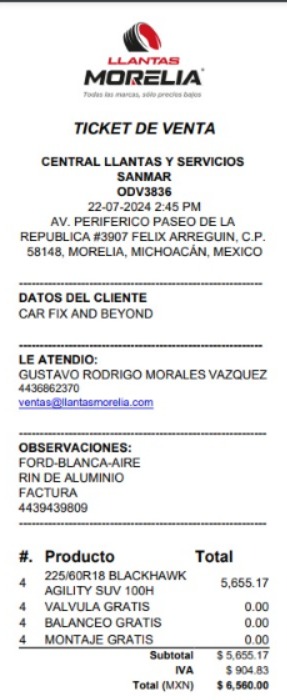 LLANTAS
MORELIA
Todas las marcas, sólo precios bajos
TICKET DE VENTA
CENTRAL LLANTAS Y SERVICIOS
SANMAR
ODV3836
22-07-2024 2:45 PM
AV. PERIFERICO PASEO DE LA
REPUBLICA #3907 FELIX ARREGUIN, C.P.
58148, MORELIA, MICHOACÁN, MEXICO
DATOS DEL CLIENTE
CAR FIX AND BEYOND
LE ATENDIO:
GUSTAVO RODRIGO MORALES VAZQUEZ
4436862370
ventas@llantasmorelia.com
OBSERVACIONES:
FORD-BLANCA-AIRE
RIN DE ALUMINIO
FACTURA
4439439809
#. Producto Total
4 225/60R18 BLACKHAWK AGILITY SUV 100H 5,655.17
4 VALVULA GRATIS 0.00
4 BALANCEO GRATIS 0.00
4 MONTAJE GRATIS 0.00
Subtotal $ 5,655.17
IVA $ 904.83
Total (MXN) $ 6,560.00